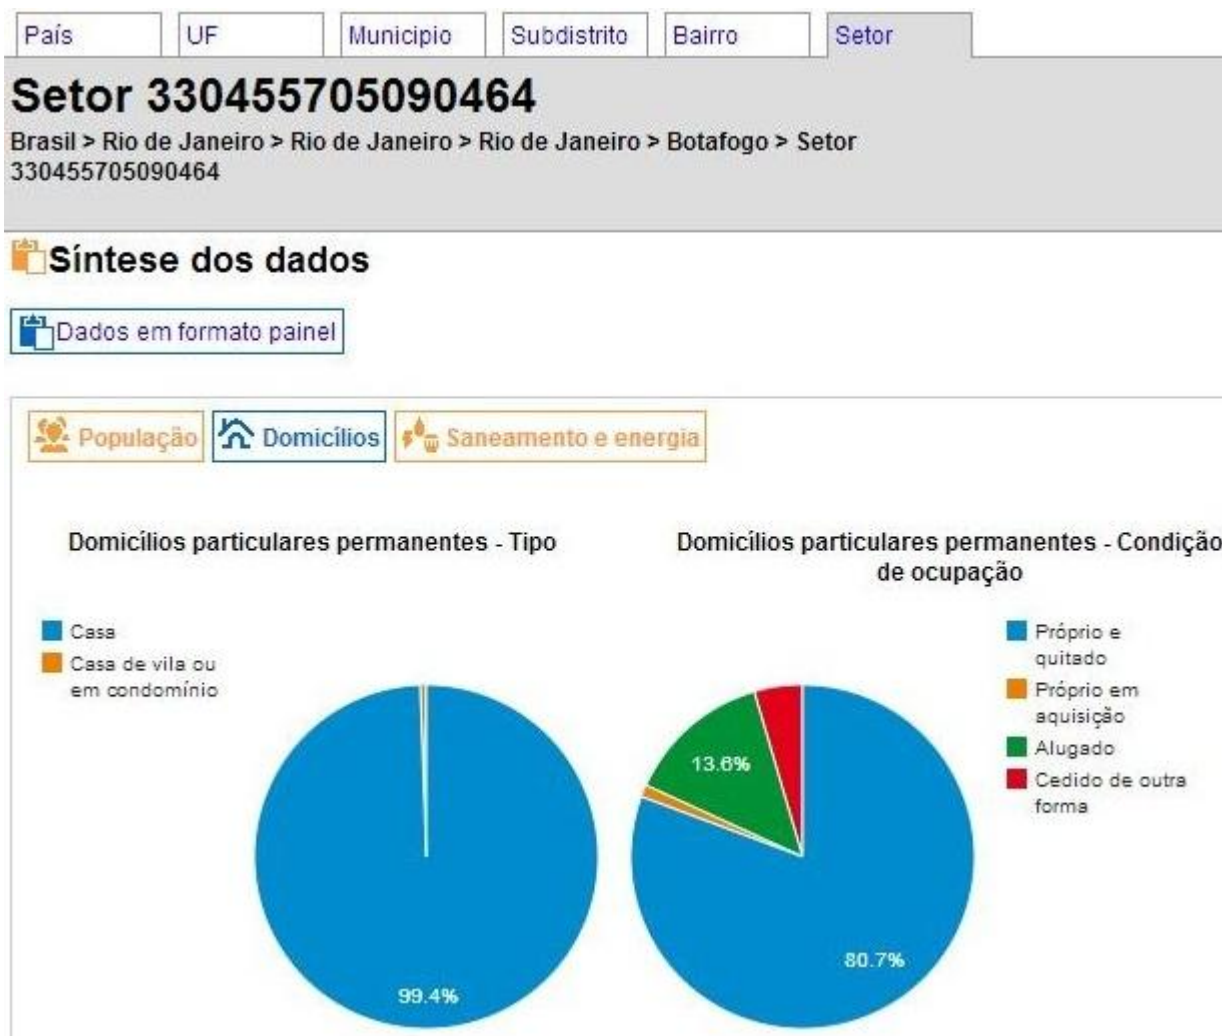 País
UF
Municipio
Subdistrito
Bairro
Setor
Setor 330455705090464
Brasil > Rio de Janeiro > Rio de Janeiro > Rio de Janeiro > Botafogo > Setor
330455705090464
Síntese dos dados
Dados em formato painel
População
Domicílios
Saneamento e energia
Domicílios particulares permanentes - Tipo
Casa
Casa de vila ou
em condomínio
99.4%
Domicílios particulares permanentes - Condição
de ocupação
Próprio e
quitado
Próprio em
aquisição
Alugado
Cedido de outra
forma
13.6%
80.7%